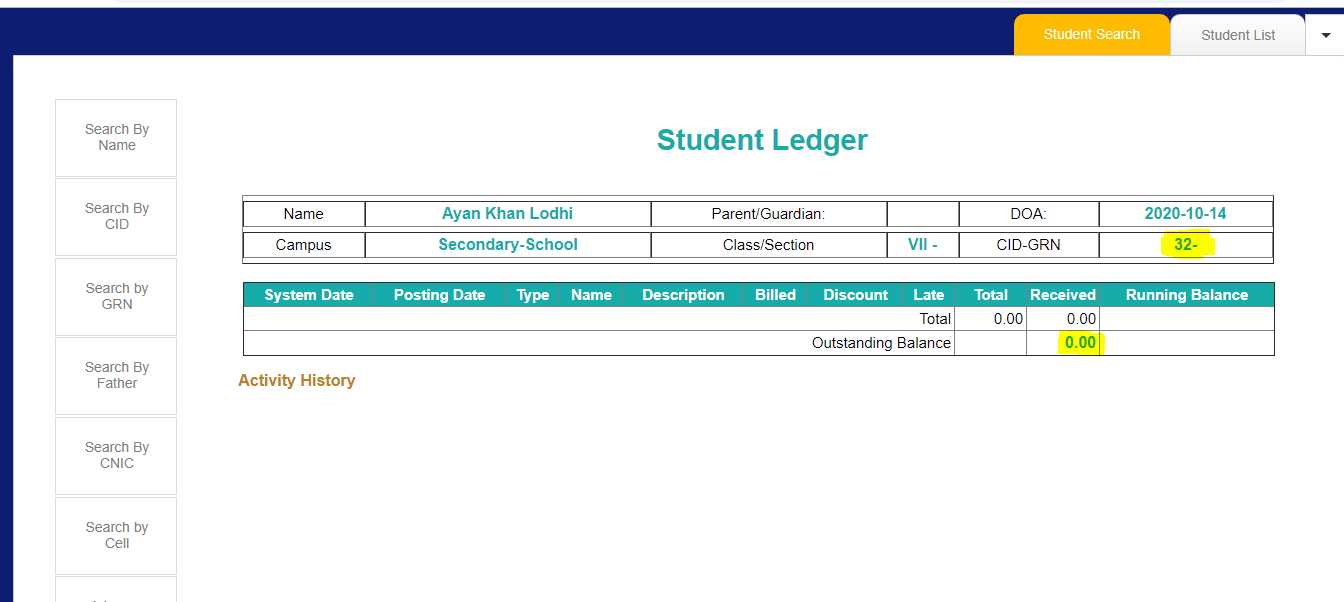 Student Search
Student List
Search By
Name
Search By
CID
Search by
GRN
Search By
Father
Search By
CNIC
Search by
Cell
Student Ledger
Name Ayan Khan Lodhi Parent/Guardian: DOA: 2020-10-14
Campus Secondary-School Class/Section VII - CID-GRN 32-
System Date Posting Date Type Name Description Billed Discount Late Total Received Running Balance
Total 0.00 0.00
Outstanding Balance 0.00
Activity History